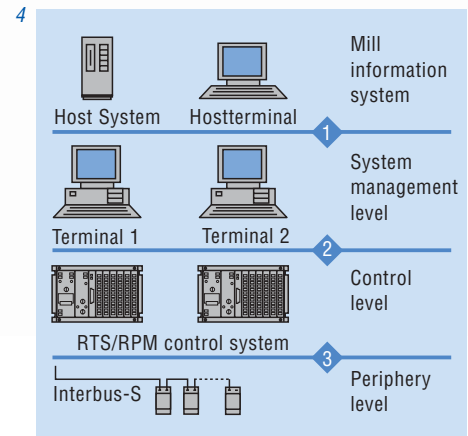 4
Mill
information
system
Host System Hostterminal
1
System
management
level
Terminal 1 Terminal 2
2
Control
level
RTS/RPM control system
3
Periphery
level
Interbus-S